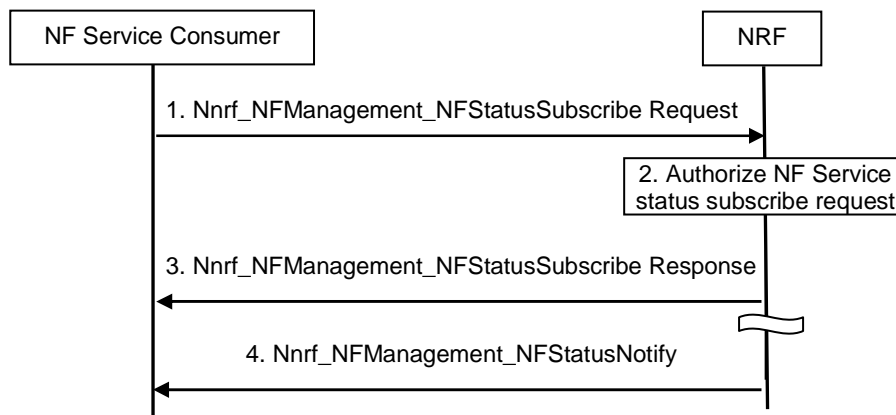 NF Service Consumer
NRF
1. Nnrf_NFManagement_NFStatusSubscribe Request
2. Authorize NF Service
status subscribe request
3. Nnrf_NFManagement_NFStatusSubscribe Response
4. Nnrf_NFManagement_NFStatusNotify